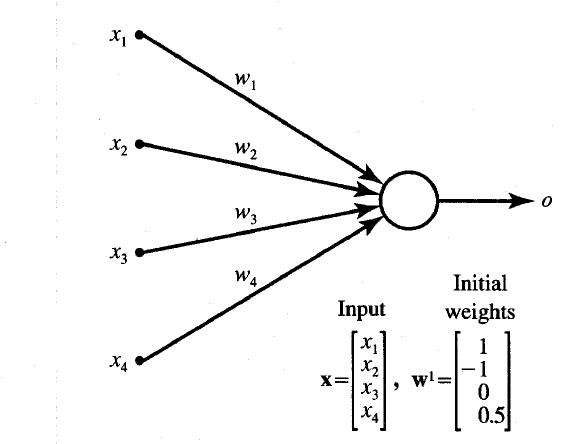 x₁
w₁
x₂
w₂
o
w₃
x₃
w₄
Initial
Input weights
x₄
x = [x₁ x₂ x₃ x₄] , w¹ = [1 −1 0 0.5]